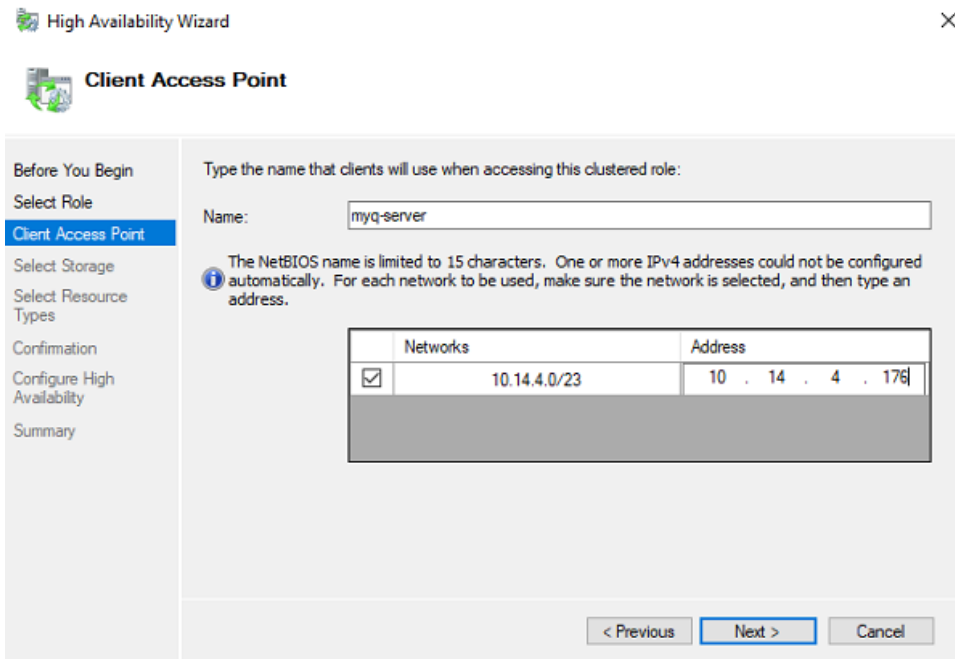 High Availability Wizard
Client Access Point
Before You Begin
Select Role
Client Access Point
Select Storage
Select Resource
Types
Confirmation
Configure High
Availability
Summary
Type the name that clients will use when accessing this clustered role:
Name: myq-server
The NetBIOS name is limited to 15 characters. One or more IPv4 addresses could not be configured
automatically. For each network to be used, make sure the network is selected, and then type an
address.
Networks Address
10.14.4.0/23 10 . 14 . 4 . 176
< Previous Next > Cancel